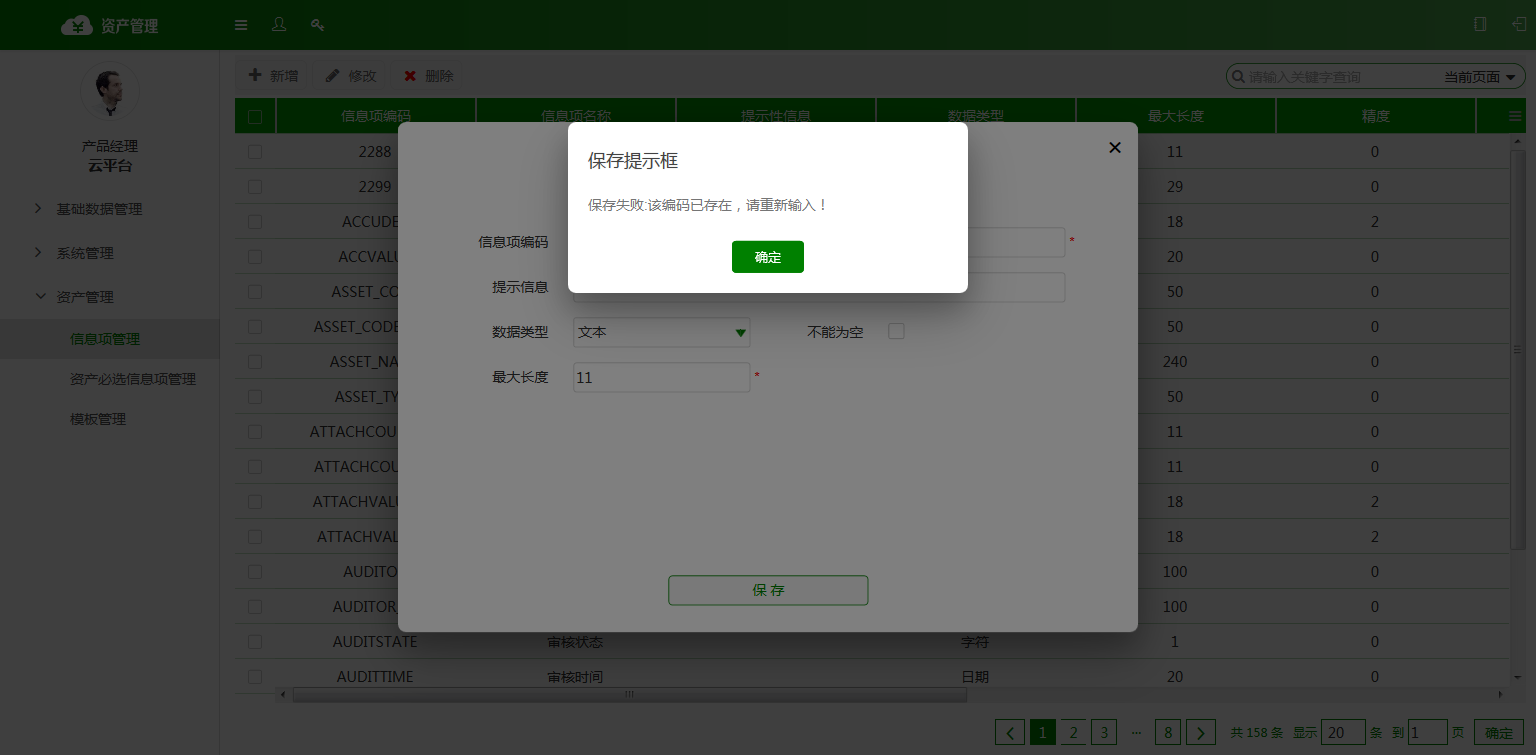 资产管理
新增 修改 删除
请输入关键字查询 当前页面
产品经理
云平台
基础数据管理
系统管理
资产管理
信息项管理
资产必选信息项管理
模板管理
信息项编码 信息项名称 提示性信息 数据类型 最大长度 精度
2288 11 0
2299 29 0
ACCUDE 18 2
ACCVALU 20 0
ASSET_CO 50 0
ASSET_CODE 50 0
ASSET_NA 240 0
ASSET_TY 50 0
ATTACHCOU 11 0
ATTACHCOU 11 0
ATTACHVALU 18 2
ATTACHVAL 18 2
AUDITO 100 0
AUDITOR 100 0
AUDITSTATE 审核状态 字符 1 0
AUDITTIME 审核时间 日期 20 0
保存提示框
保存失败:该编码已存在，请重新输入！
确定
信息项编码 *
提示信息
数据类型 文本 不能为空
最大长度 11 *
保 存
1 2 3 ... 8 共 158 条 显示 20 条 到 1 页 确定